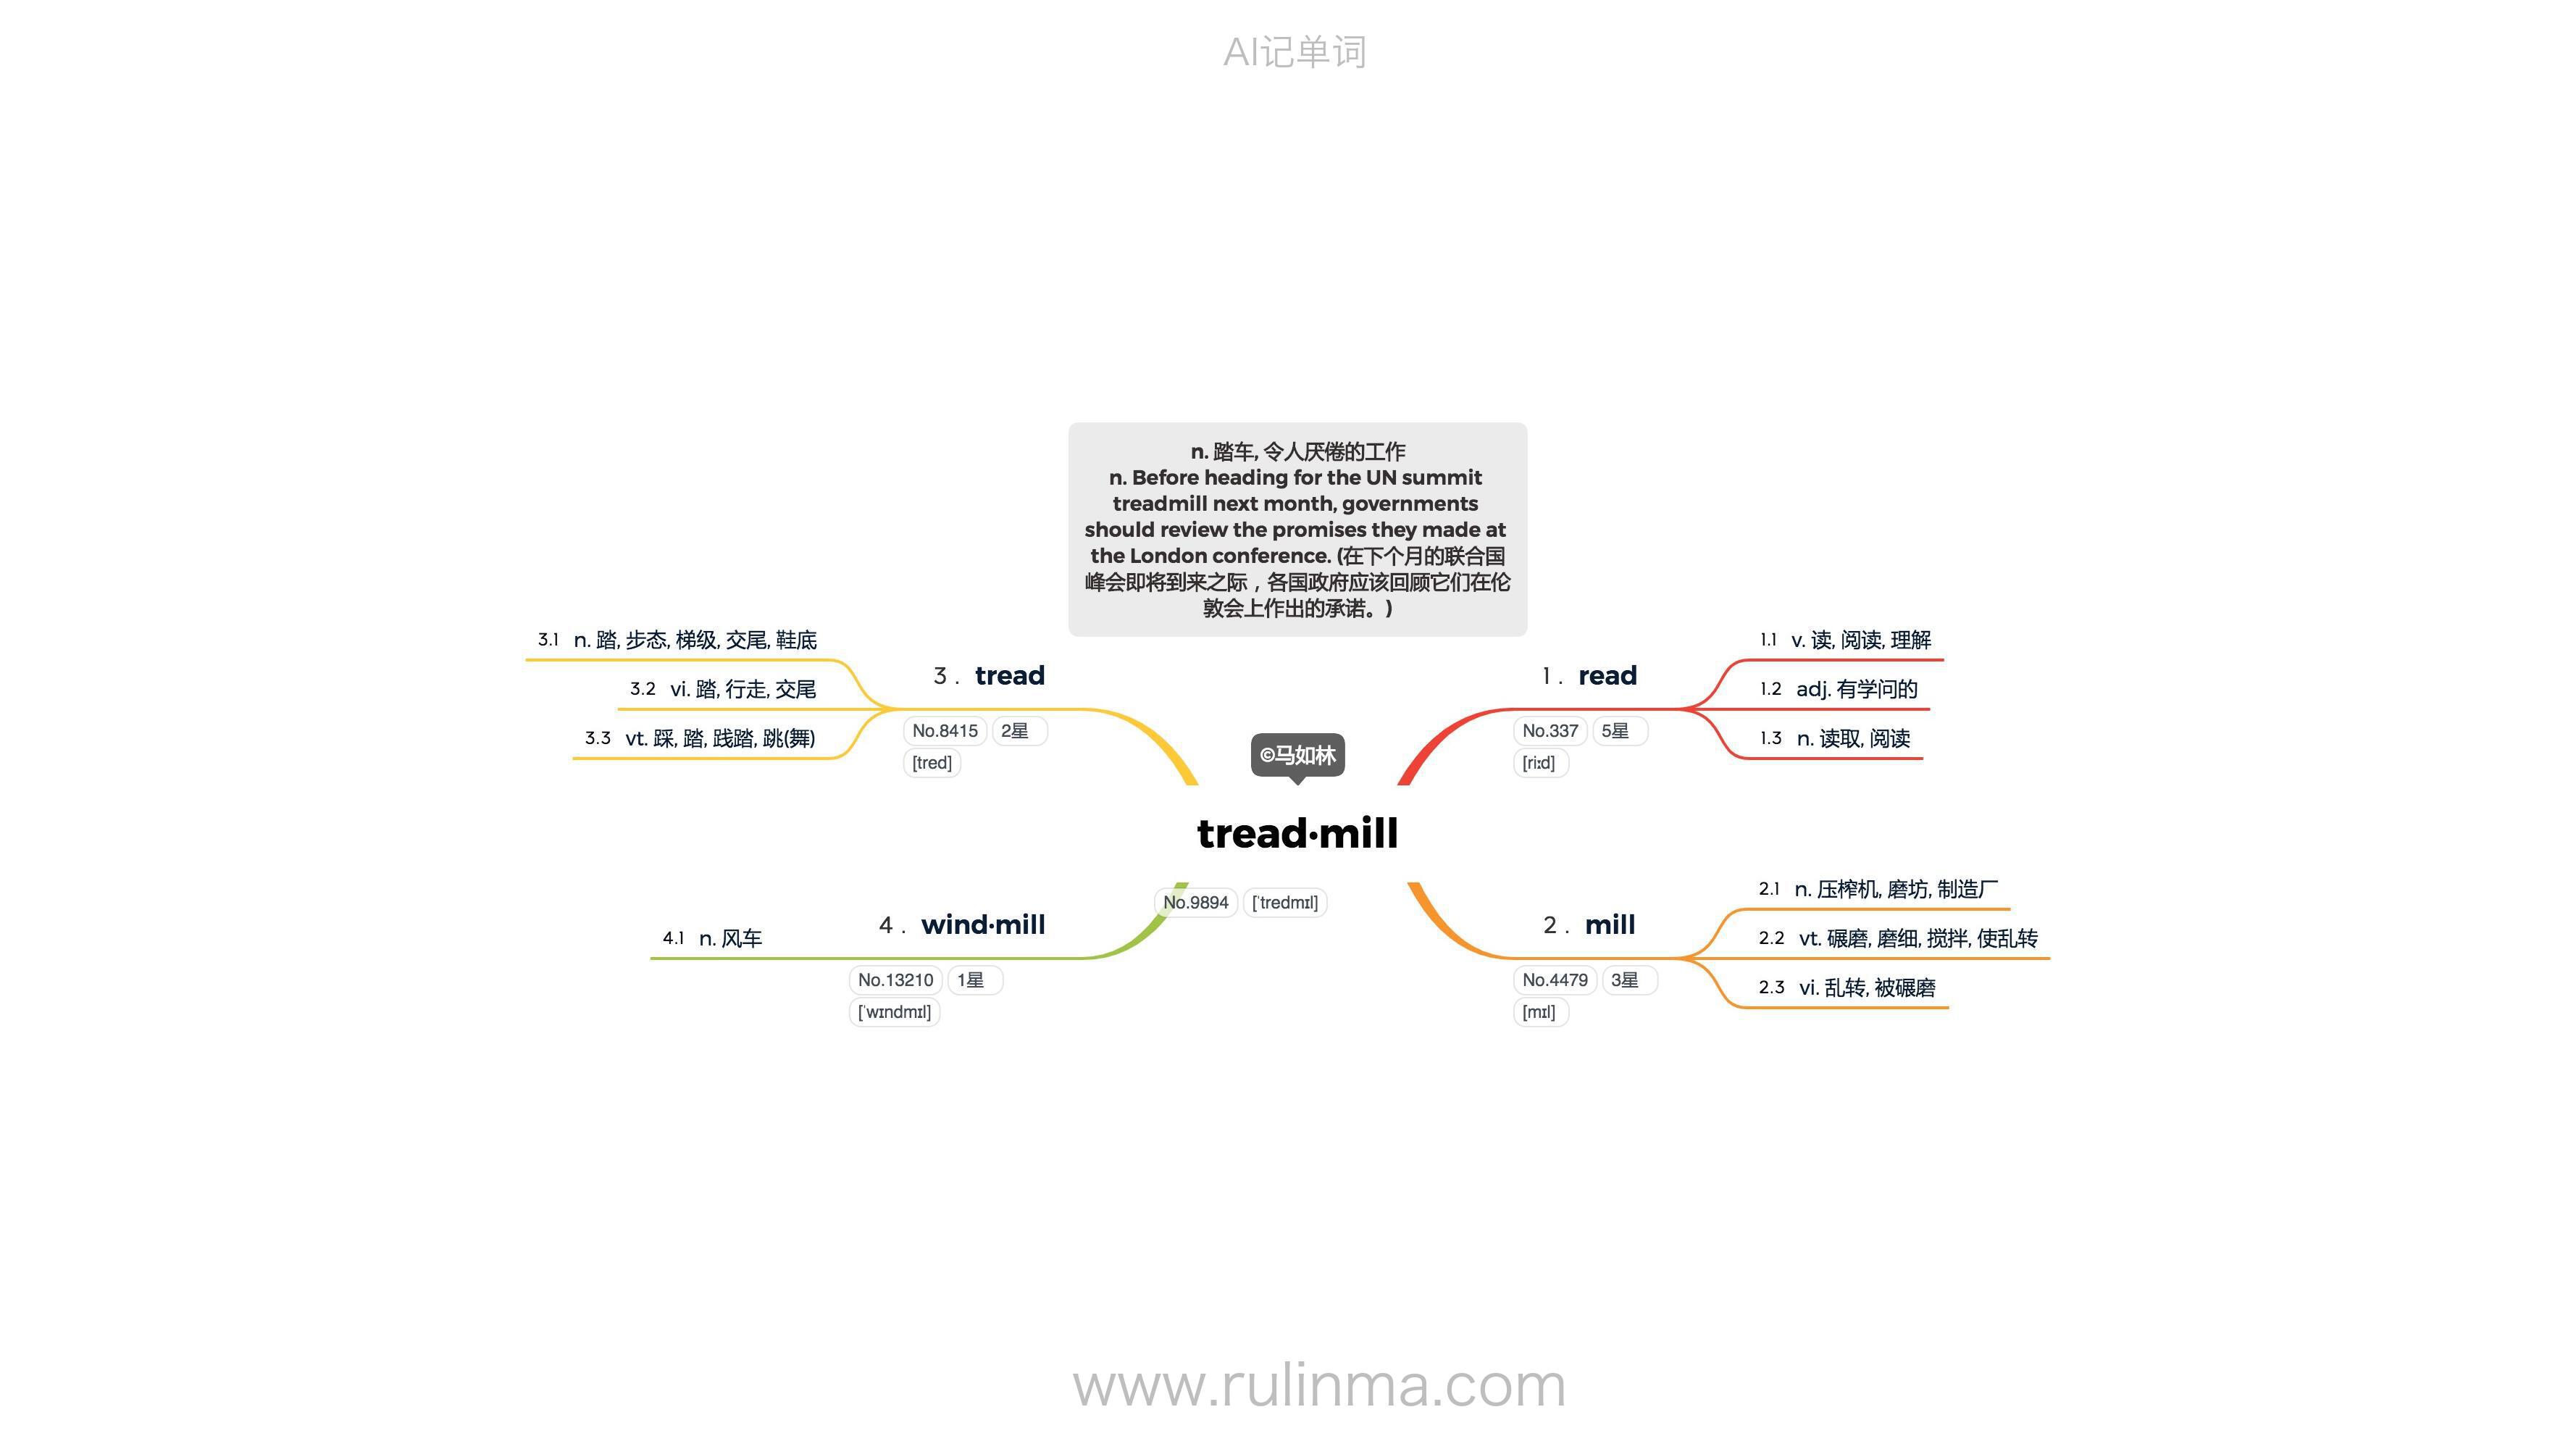 AI记单词
n. 踏车, 令人厌倦的工作
n. Before heading for the UN summit
treadmill next month, governments
should review the promises they made at
the London conference. (在下个月的联合国
峰会即将到来之际，各国政府应该回顾它们在伦
敦会上作出的承诺。)
©马如林
tread·mill
No.9894 [ˈtredmɪl]
1. read
No.337 5星
[riːd]
1.1 v. 读, 阅读, 理解
1.2 adj. 有学问的
1.3 n. 读取, 阅读
2. mill
No.4479 3星
[mɪl]
2.1 n. 压榨机, 磨坊, 制造厂
2.2 vt. 碾磨, 磨细, 搅拌, 使乱转
2.3 vi. 乱转, 被碾磨
3. tread
No.8415 2星
[tred]
3.1 n. 踏, 步态, 梯级, 交尾, 鞋底
3.2 vi. 踏, 行走, 交尾
3.3 vt. 踩, 踏, 践踏, 跳(舞)
4. wind·mill
No.13210 1星
[ˈwɪndmɪl]
4.1 n. 风车
www.rulinma.com